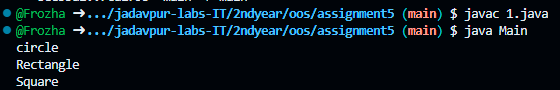 @Frozha ➜.../jadavpur-labs-IT/2ndyear/oos/assignment5 (main) $ javac 1.java
@Frozha ➜.../jadavpur-labs-IT/2ndyear/oos/assignment5 (main) $ java Main
circle
Rectangle
Square